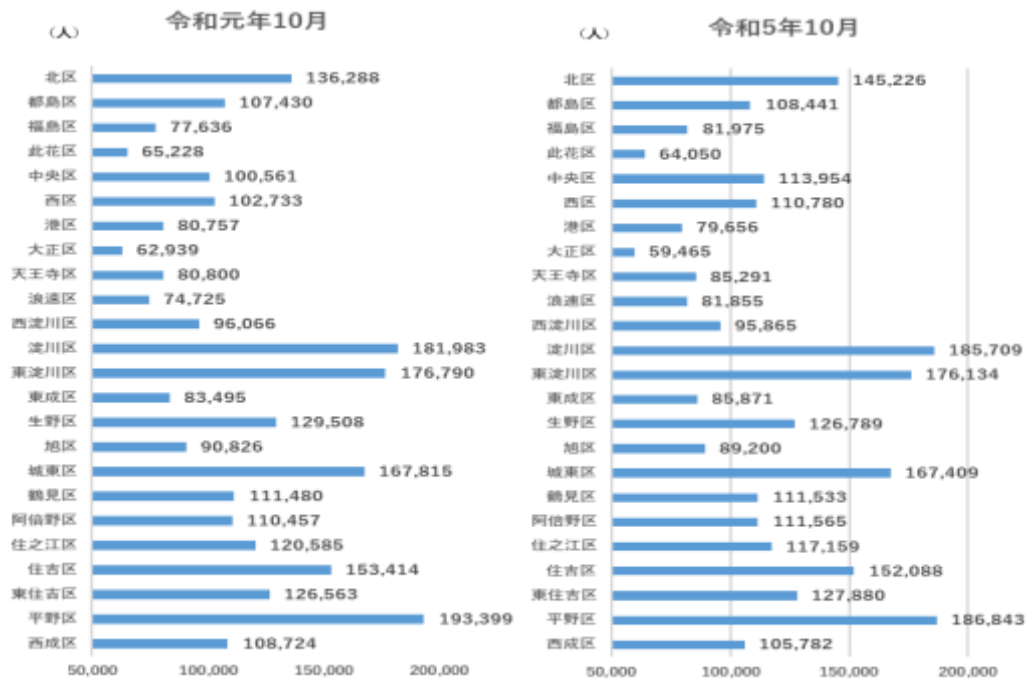 令和元年10月
(人)
北区 136,288
都島区 107,430
福島区 77,636
此花区 65,228
中央区 100,561
西区 102,733
港区 80,757
大正区 62,939
天王寺区 80,800
浪速区 74,725
西淀川区 96,066
淀川区 181,983
東淀川区 176,790
東成区 83,495
生野区 129,508
旭区 90,826
城東区 167,815
鶴見区 111,480
阿倍野区 110,457
住之江区 120,585
住吉区 153,414
東住吉区 126,563
平野区 193,399
西成区 108,724
50,000 100,000 150,000 200,000
令和5年10月
(人)
北区 145,226
都島区 108,441
福島区 81,975
此花区 64,050
中央区 113,954
西区 110,780
港区 79,656
大正区 59,465
天王寺区 85,291
浪速区 81,855
西淀川区 95,865
淀川区 185,709
東淀川区 176,134
東成区 85,871
生野区 126,789
旭区 89,200
城東区 167,409
鶴見区 111,533
阿倍野区 111,565
住之江区 117,159
住吉区 152,088
東住吉区 127,880
平野区 186,843
西成区 105,782
50,000 100,000 150,000 200,000